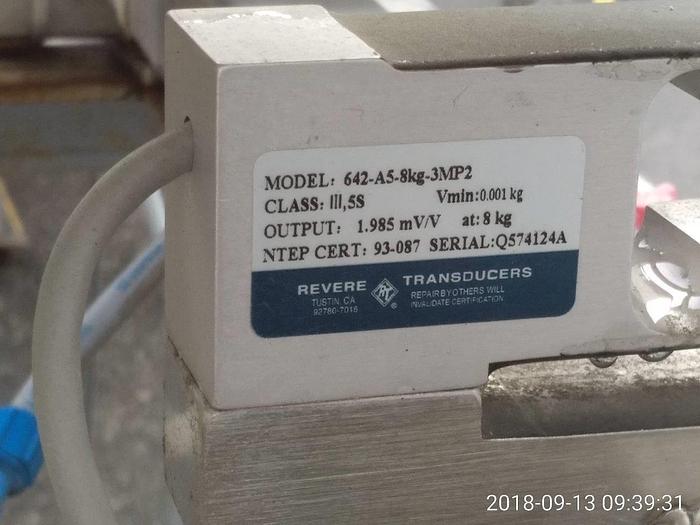 MODEL: 642-A5-8kg-3MP2
CLASS: III,5S Vmin:0.001 kg
OUTPUT: 1.985 mV/V at: 8 kg
NTEP CERT: 93-087 SERIAL:Q574124A
REVERE RT TRANSDUCERS
TUSTIN, CA REPAIR BY OTHERS WILL
92780-7016 ® INVALIDATE CERTIFICATION
2018-09-13 09:39:31